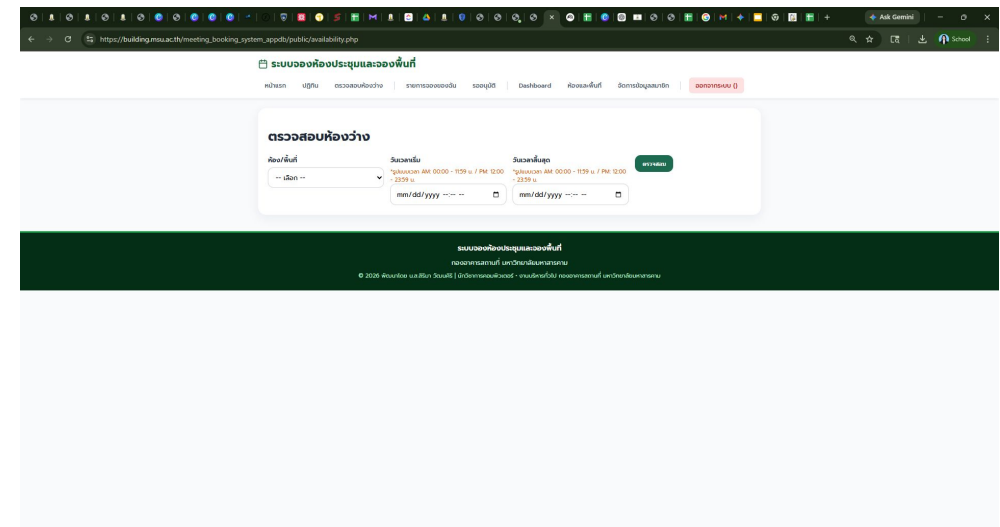 Ask Gemini
https://building.msu.ac.th/meeting_booking_system_appdb/public/availability.php
School
ระบบจองห้องประชุมและจองพื้นที่
หน้าแรก ปฏิทิน ตรวจสอบห้องว่าง รายการจองของฉัน รออนุมัติ Dashboard ห้องและพื้นที่ จัดการข้อมูลสมาชิก ออกจากระบบ ()
ตรวจสอบห้องว่าง
ห้อง/พื้นที่ วันเวลาเริ่ม วันเวลาสิ้นสุด
*รูปแบบเวลา AM: 00:00 - 11:59 น. / PM: 12:00 - 23:59 น.
*รูปแบบเวลา AM: 00:00 - 11:59 น. / PM: 12:00 - 23:59 น.
ตรวจสอบ
-- เลือก --
mm/dd/yyyy --:-- -- mm/dd/yyyy --:-- --
ระบบจองห้องประชุมและจองพื้นที่
กองอาคารสถานที่ มหาวิทยาลัยมหาสารคาม
© 2026 พัฒนาโดย น.ส.สิริมา | นักวิชาการคอมพิวเตอร์ - งานบริหารทั่วไป กองอาคารสถานที่ มหาวิทยาลัยมหาสารคาม